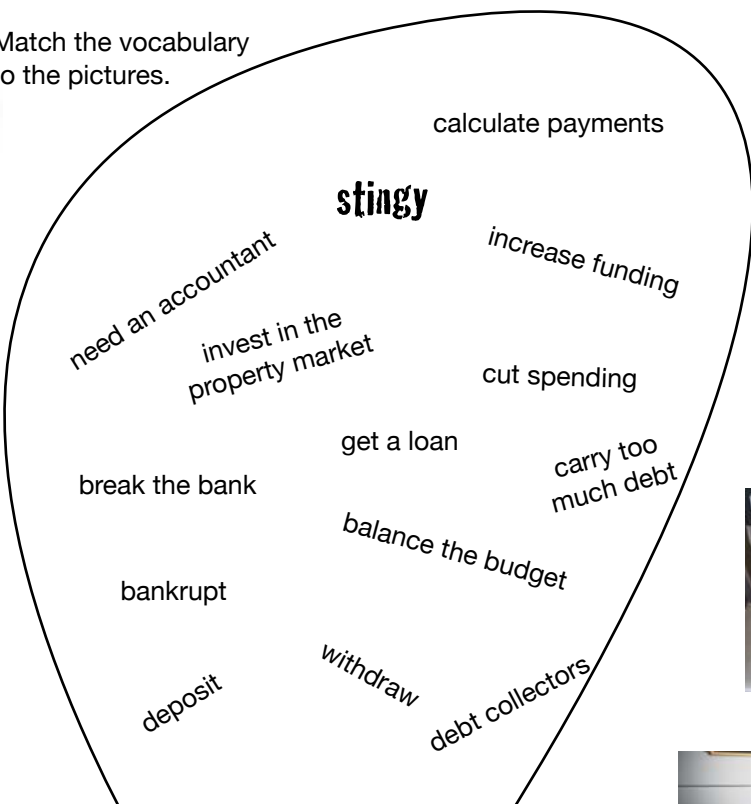 Match the vocabulary
to the pictures.
calculate payments
stingy
increase funding
need an accountant
invest in the
property market
cut spending
get a loan
carry too
much debt
break the bank
balance the budget
bankrupt
withdraw
deposit
debt collectors